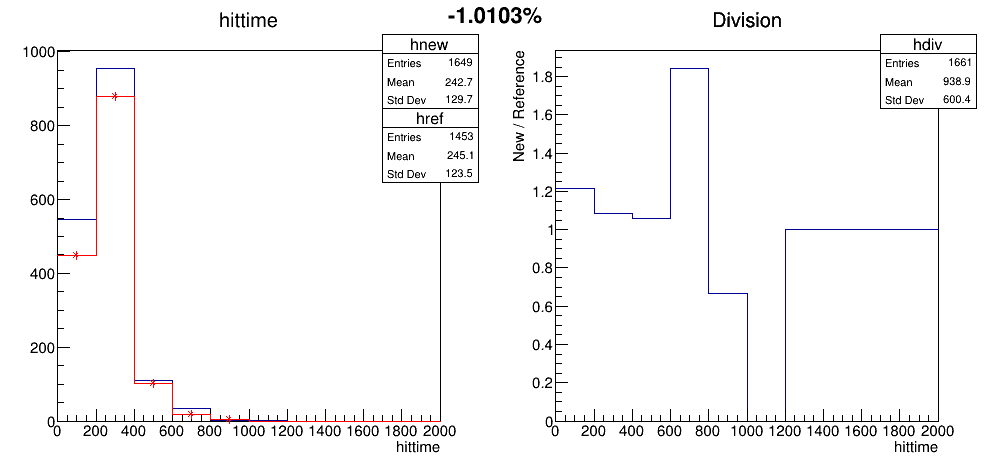 -1.0103%
hittime
hnew
Entries 1649
Mean 242.7
Std Dev 129.7
href
Entries 1453
Mean 245.1
Std Dev 123.5
1000
800
600
400
200
0
0 200 400 600 800 1000 1200 1400 1600 1800 2000
hittime
Division
hdiv
Entries 1661
Mean 938.9
Std Dev 600.4
New / Reference
1.8
1.6
1.4
1.2
1
0.8
0.6
0.4
0.2
0
0 200 400 600 800 1000 1200 1400 1600 1800 2000
hittime